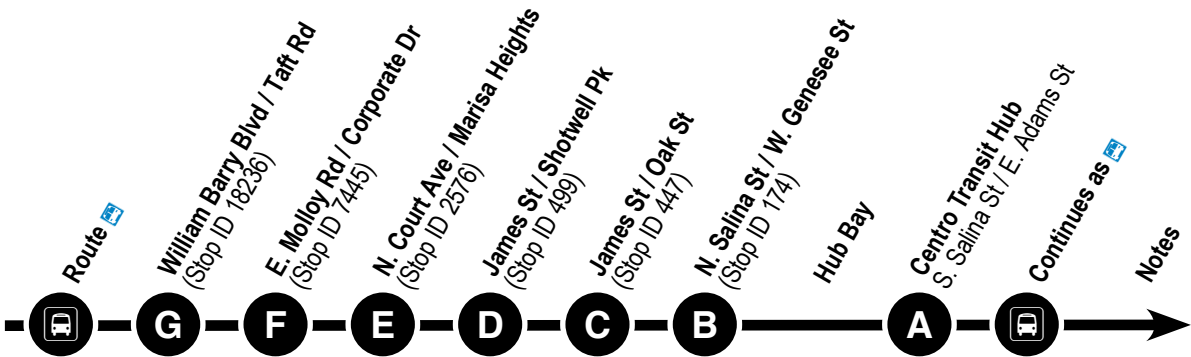 Route
William Barry Blvd / Taft Rd
(Stop ID 18236)
E. Molloy Rd / Corporate Dr
(Stop ID 7445)
N. Court Ave / Marisa Heights
(Stop ID 2576)
James St / Shotwell Pk
(Stop ID 499)
James St / Oak St
(Stop ID 447)
N. Salina St / W. Genesee St
(Stop ID 174)
Hub Bay
Centro Transit Hub
S. Salina St / E. Adams St
Continues as
Notes
G
F
E
D
C
B
A